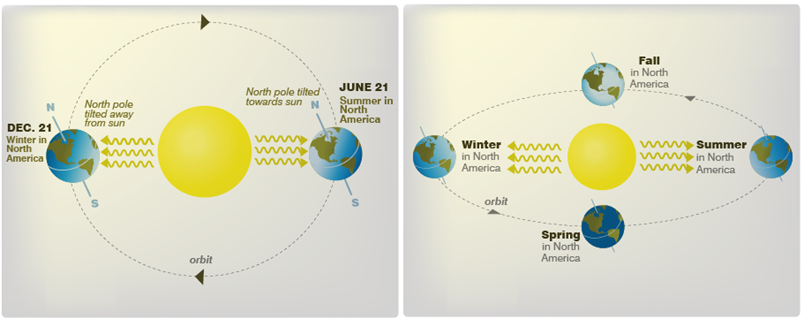 North pole
tilted away
from sun
North pole tilted
towards sun
JUNE 21
Summer in
North
America
N
N
DEC. 21
Winter in
North
America
S
S
orbit
Fall
in North
America
Winter
in North
America
Summer
in North
America
orbit
Spring
in North
America